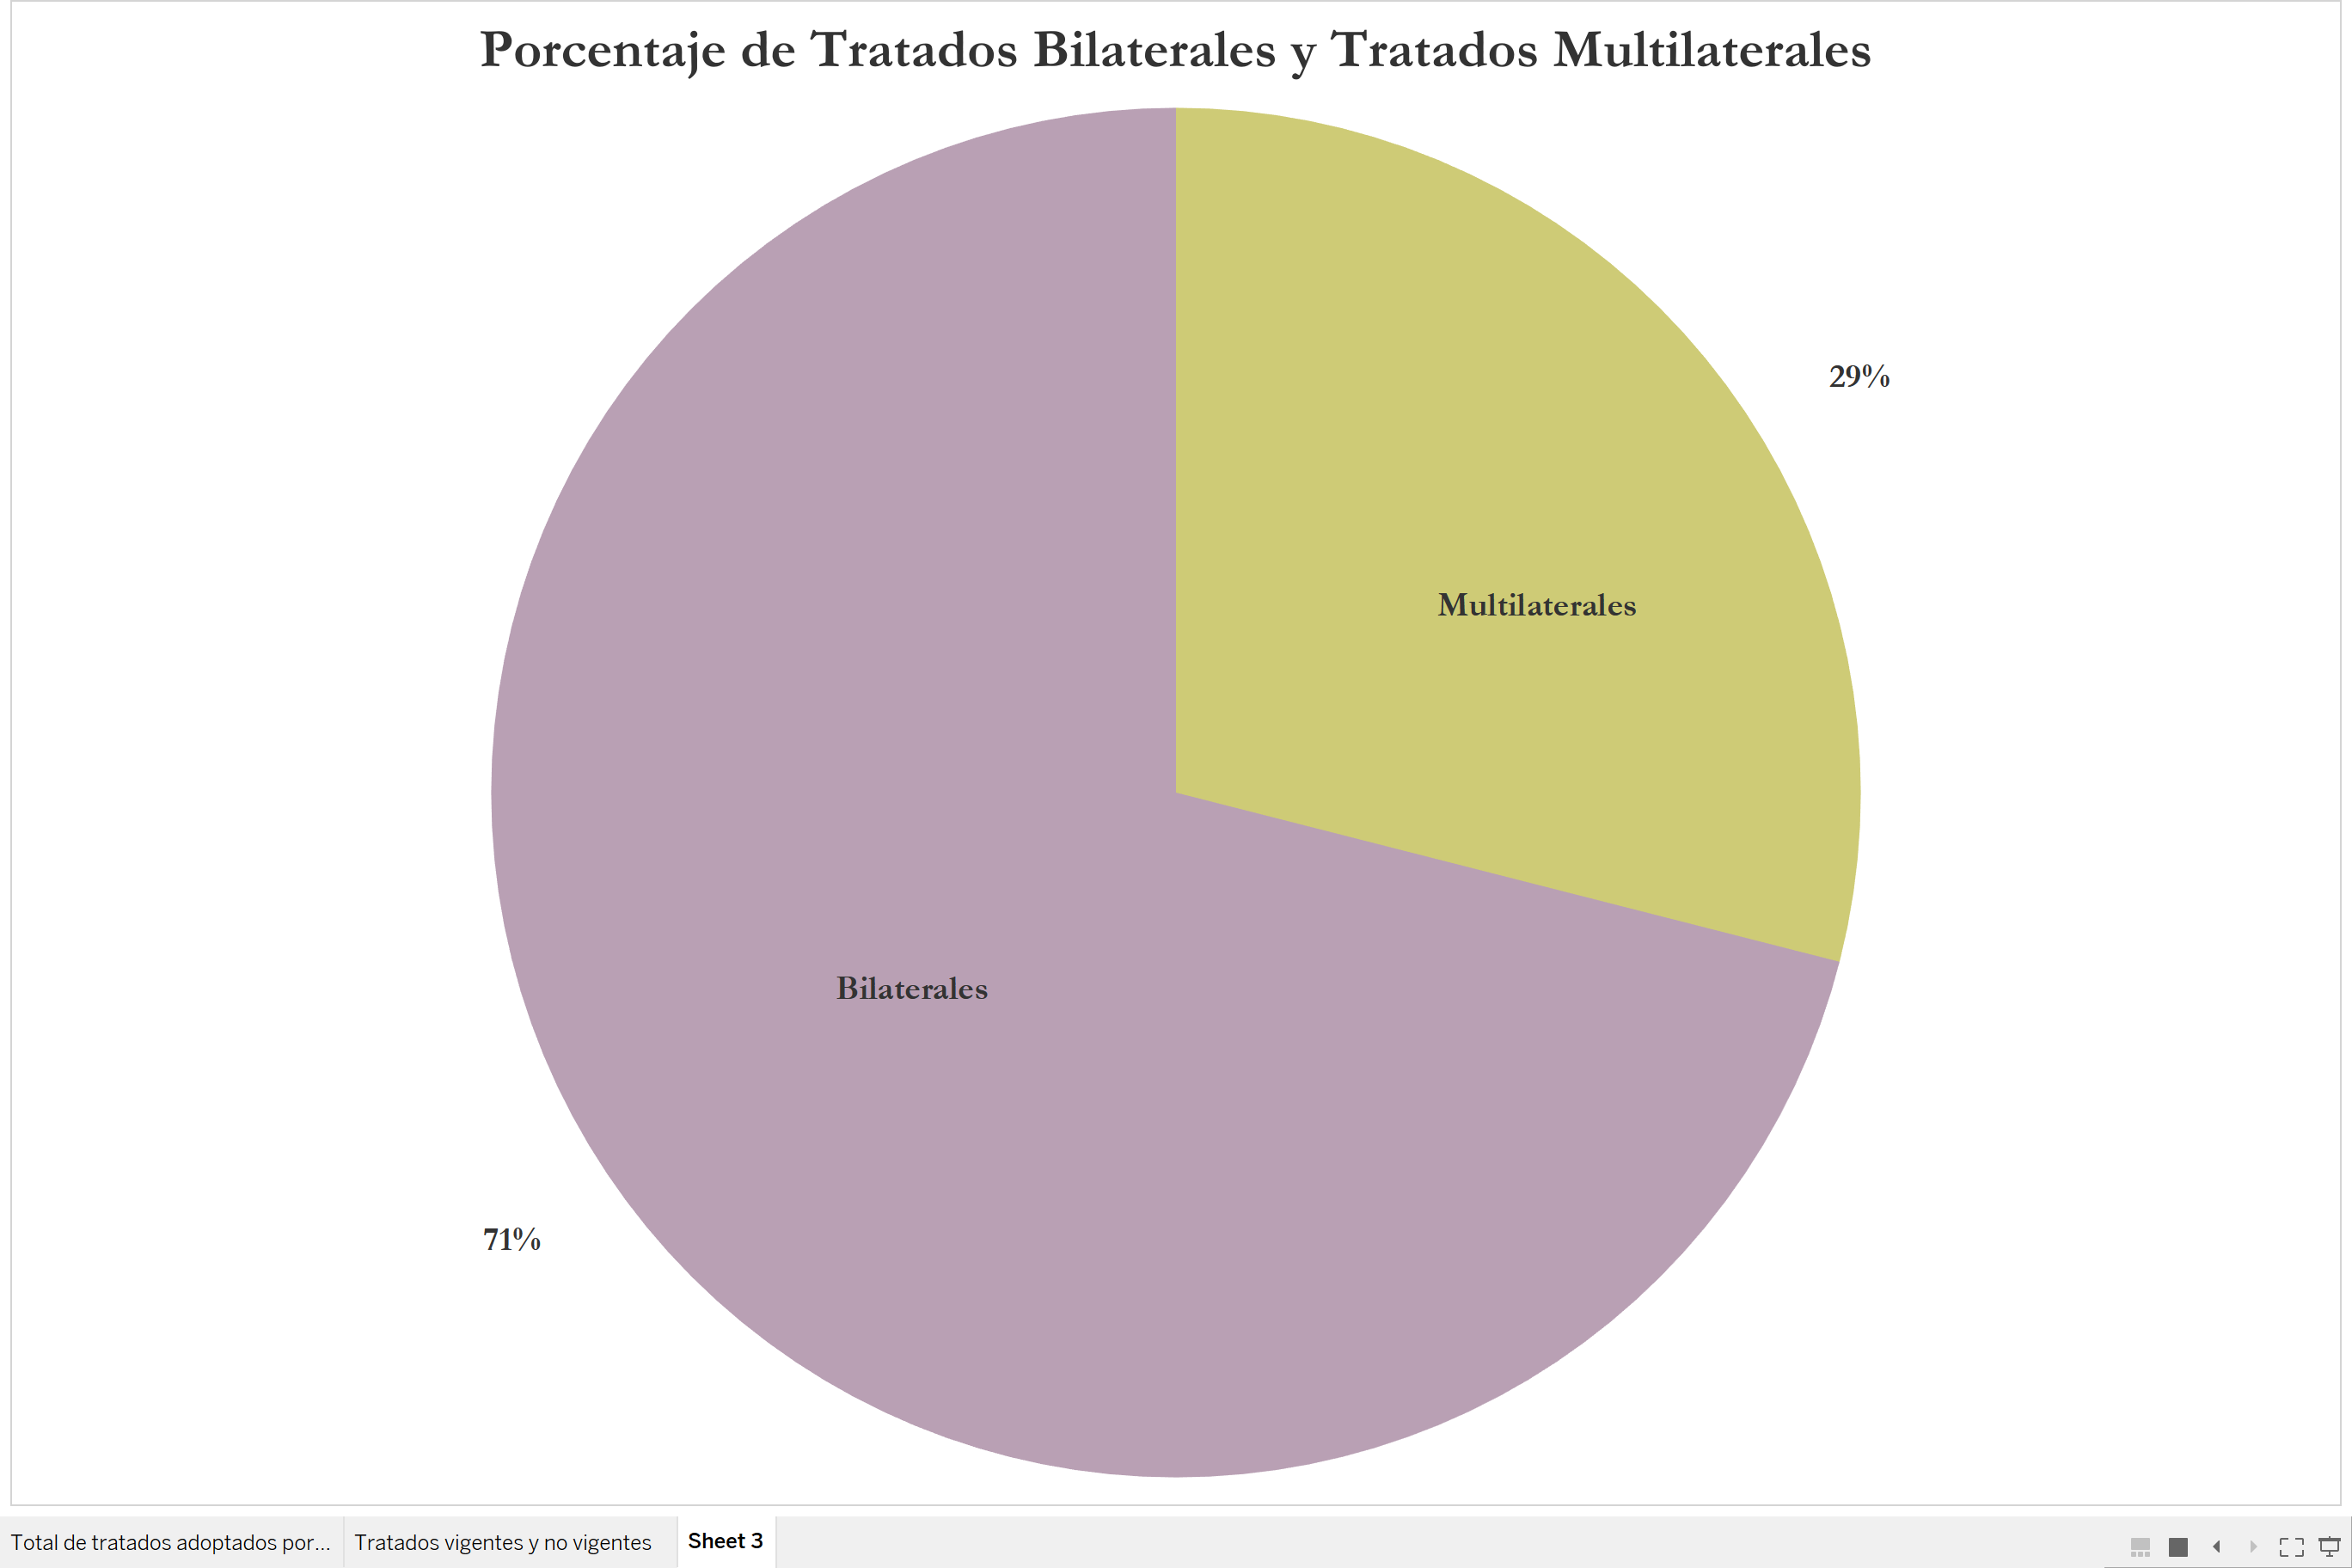 Porcentaje de Tratados Bilaterales y Tratados Multilaterales
29%
Multilaterales
Bilaterales
71%
Total de tratados adoptados por... Tratados vigentes y no vigentes Sheet 3